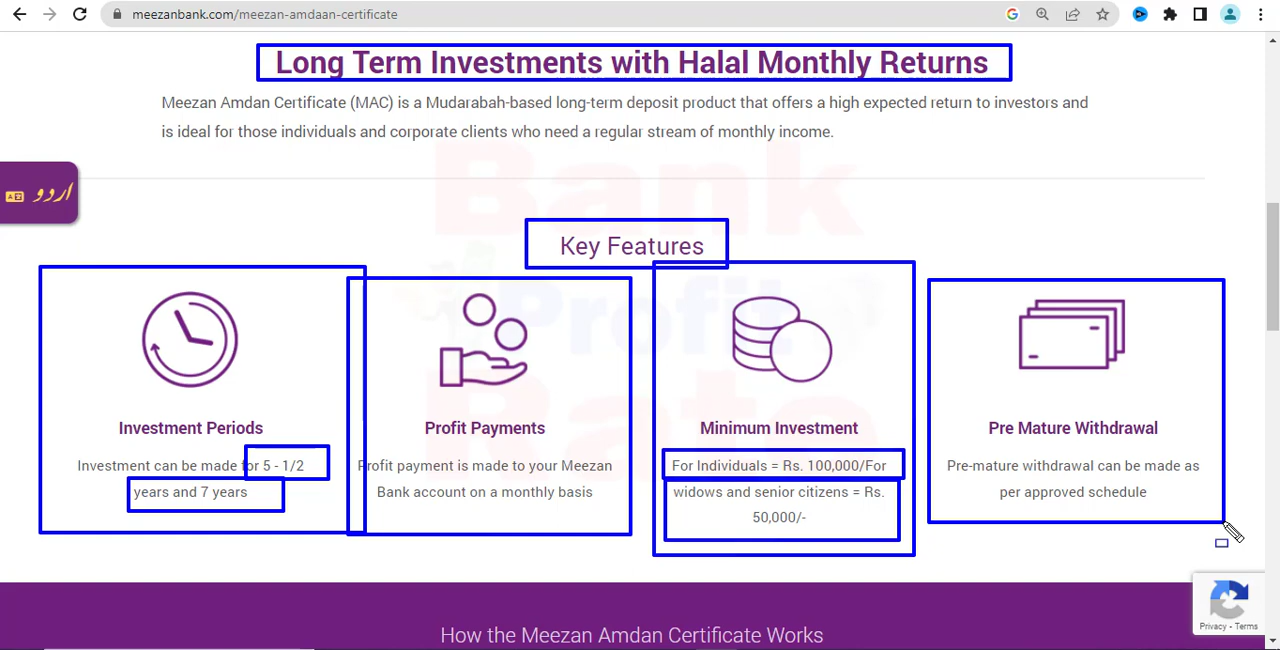 meezanbank.com/meezan-amdaan-certificate
Long Term Investments with Halal Monthly Returns
Meezan Amdan Certificate (MAC) is a Mudarabah-based long-term deposit product that offers a high expected return to investors and
is ideal for those individuals and corporate clients who need a regular stream of monthly income.
اردو
Bank
Profit
Rate
Key Features
Investment Periods
Investment can be made for 5 - 1/2
years and 7 years
Profit Payments
Profit payment is made to your Meezan
Bank account on a monthly basis
Minimum Investment
For Individuals = Rs. 100,000/For
widows and senior citizens = Rs.
50,000/-
Pre Mature Withdrawal
Pre-mature withdrawal can be made as
per approved schedule
Privacy - Terms
How the Meezan Amdan Certificate Works